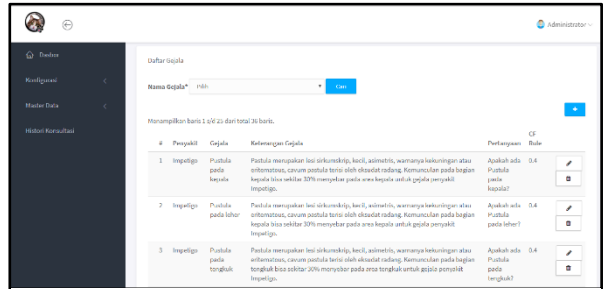 Administrator
Dasbor
Konfigurasi
Master Data
Histori Konsultasi
Daftar Gejala
Nama Gejala* Pilih Cari
+
Menampilkan baris 1 s/d 25 dari total 36 baris.
# Penyakit Gejala Keterangan Gejala Pertanyaan CF Rule
1 Impetigo Pustula pada kepala
Pustula merupakan lesi sirkumskrip, kecil, asimetris, warnanya kekuningan atau
eritematous, cavum pustula terisi oleh eksudat radang. Kemunculan pada bagian
kepala bisa sekitar 30% menyebar pada area kepala untuk gejala penyakit
Impetigo.
Apakah ada Pustula pada kepala? 0.4
2 Impetigo Pustula pada leher
Pustula merupakan lesi sirkumskrip, kecil, asimetris, warnanya kekuningan atau
eritematous, cavum pustula terisi oleh eksudat radang. Kemunculan pada bagian
kepala bisa sekitar 30% menyebar pada area kepala untuk gejala penyakit
Impetigo.
Apakah ada Pustula pada leher? 0.4
3 Impetigo Pustula pada tengkuk
Pustula merupakan lesi sirkumskrip, kecil, asimetris, warnanya kekuningan atau
eritematous, cavum pustula terisi oleh eksudat radang. Kemunculan pada bagian
tengkuk bisa sekitar 30% menyebar pada area tengkuk untuk gejala penyakit
Impetigo.
Apakah ada Pustula pada tengkuk? 0.4